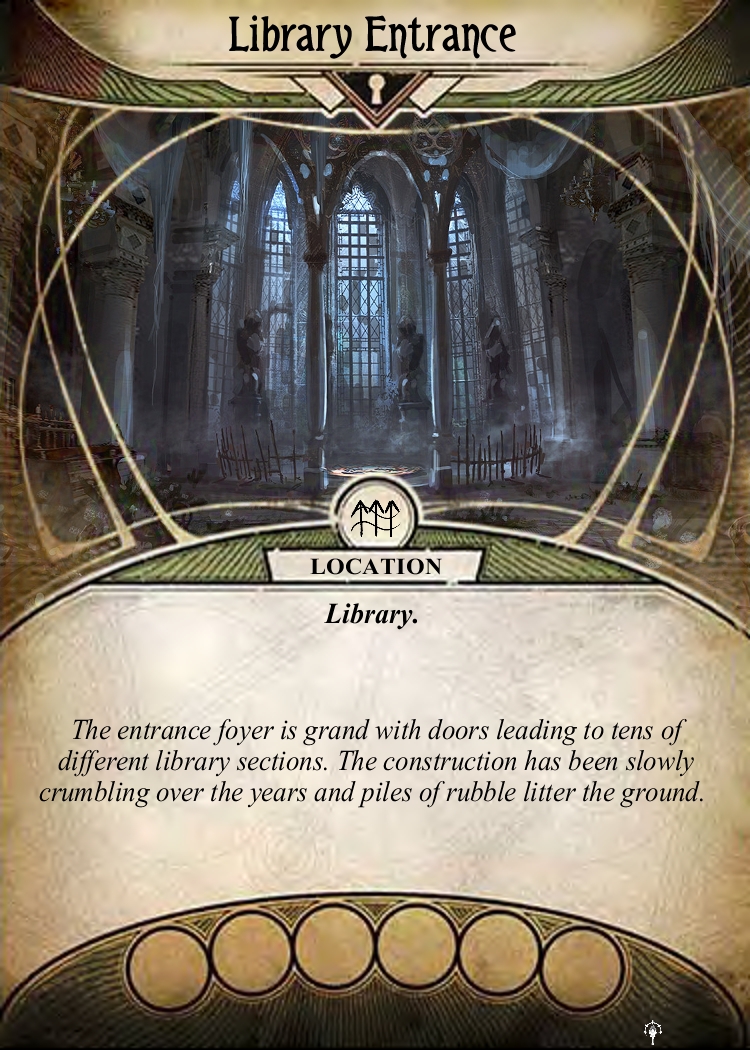 Library Entrance
LOCATION
Library.
The entrance foyer is grand with doors leading to tens of
different library sections. The construction has been slowly
crumbling over the years and piles of rubble litter the ground.